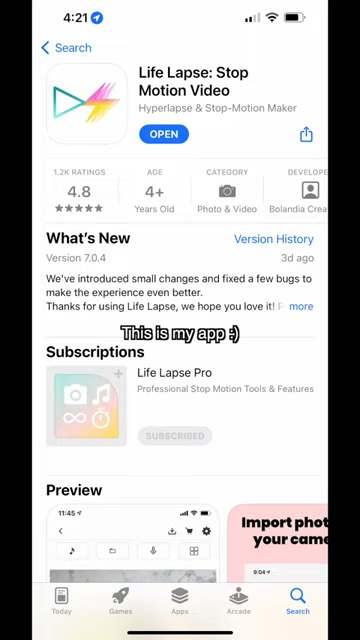 4:21
Search
Life Lapse: Stop
Motion Video
Hyperlapse & Stop-Motion Maker
OPEN
1.2K RATINGS
4.8
AGE
4+
Years Old
CATEGORY
Photo & Video
DEVELOPE
Bolandia Crea
What's New
Version History
Version 7.0.4
3d ago
We've introduced small changes and fixed a few bugs to
make the experience even better.
Thanks for using Life Lapse, we hope you love it! P more
This is my app :)
Subscriptions
Life Lapse Pro
Professional Stop Motion Tools & Features
SUBSCRIBED
Preview
11:45
Import phot
your came
9:04
Today
Games
Apps
Arcade
Search